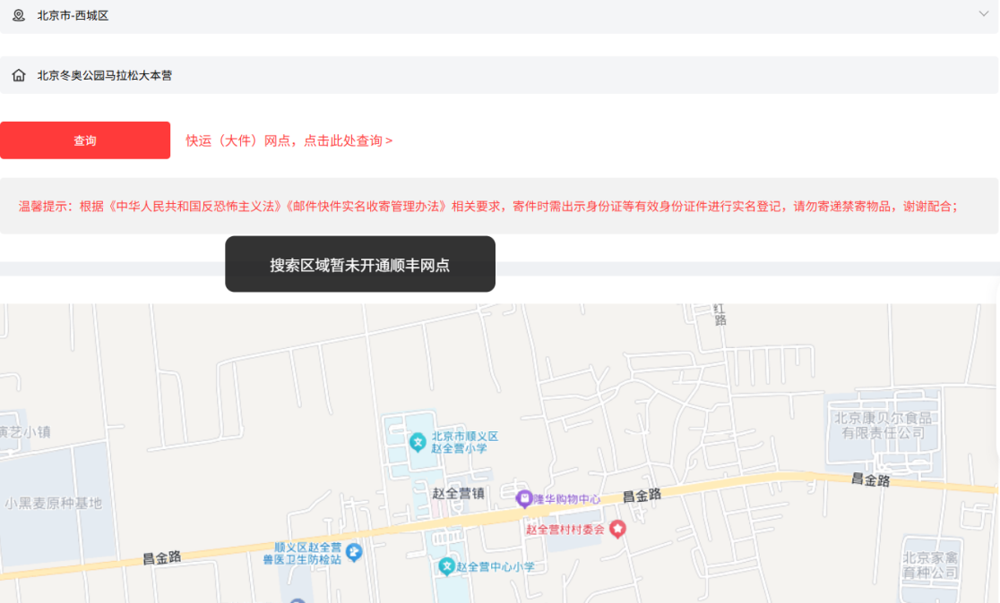 北京市-西城区
北京冬奥公园马拉松大本营
查询
快运（大件）网点，点击此处查询 >
温馨提示：根据《中华人民共和国反恐怖主义法》《邮件快件实名收寄管理办法》相关要求，寄件时需出示身份证等有效身份证件进行实名登记，请勿寄递禁寄物品，谢谢配合；
搜索区域暂未开通顺丰网点
红
路
北京康贝尔食品
有限责任公司
演艺小镇
北京市顺义区
赵全营小学
昌金路
赵全营镇
隆华购物中心
昌金路
小黑麦原种基地
赵全营村村委会
顺义区赵全营
兽医卫生防检站
昌金路
赵全营中心小学
北京家禽
育种公司